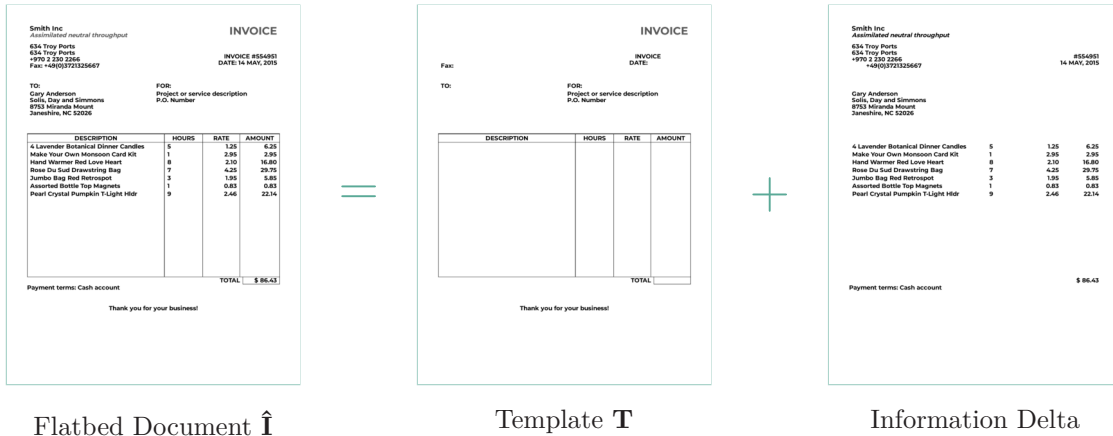 Smith Inc
Assimilated neutral throughput
INVOICE
634 Troy Ports
634 Troy Ports
+970 2 230 2266
Fax: +49(0)3721325667
INVOICE #554951
DATE: 14 MAY, 2015
TO:
Gary Anderson
Solis, Day and Simmons
8753 Miranda Mount
Janeshire, NC 52026
FOR:
Project or service description
P.O. Number
DESCRIPTION HOURS RATE AMOUNT
4 Lavender Botanical Dinner Candles 5 1.25 6.25
Make Your Own Monsoon Card Kit 1 2.95 2.95
Hand Warmer Red Love Heart 8 2.10 16.80
Rose Du Sud Drawstring Bag 7 4.25 29.75
Jumbo Bag Red Retrospot 3 1.95 5.85
Assorted Bottle Top Magnets 1 0.83 0.83
Pearl Crystal Pumpkin T-Light Hldr 9 2.46 22.14
TOTAL $ 86.43
Payment terms: Cash account
Thank you for your business!
Flatbed Document Î
=
INVOICE
INVOICE
DATE:
Fax:
TO:
FOR:
Project or service description
P.O. Number
DESCRIPTION HOURS RATE AMOUNT
TOTAL
Thank you for your business!
Template T
+
Smith Inc
Assimilated neutral throughput
634 Troy Ports
634 Troy Ports
+970 2 230 2266
+49(0)3721325667
#554951
14 MAY, 2015
Gary Anderson
Solis, Day and Simmons
8753 Miranda Mount
Janeshire, NC 52026
4 Lavender Botanical Dinner Candles 5 1.25 6.25
Make Your Own Monsoon Card Kit 1 2.95 2.95
Hand Warmer Red Love Heart 8 2.10 16.80
Rose Du Sud Drawstring Bag 7 4.25 29.75
Jumbo Bag Red Retrospot 3 1.95 5.85
Assorted Bottle Top Magnets 1 0.83 0.83
Pearl Crystal Pumpkin T-Light Hldr 9 2.46 22.14
$ 86.43
Payment terms: Cash account
Information Delta